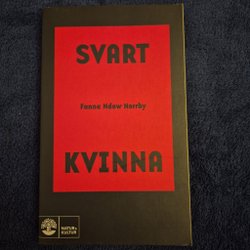 SVART
Fanna Ndow Norrby
KVINNA
NATUR &
KULTUR